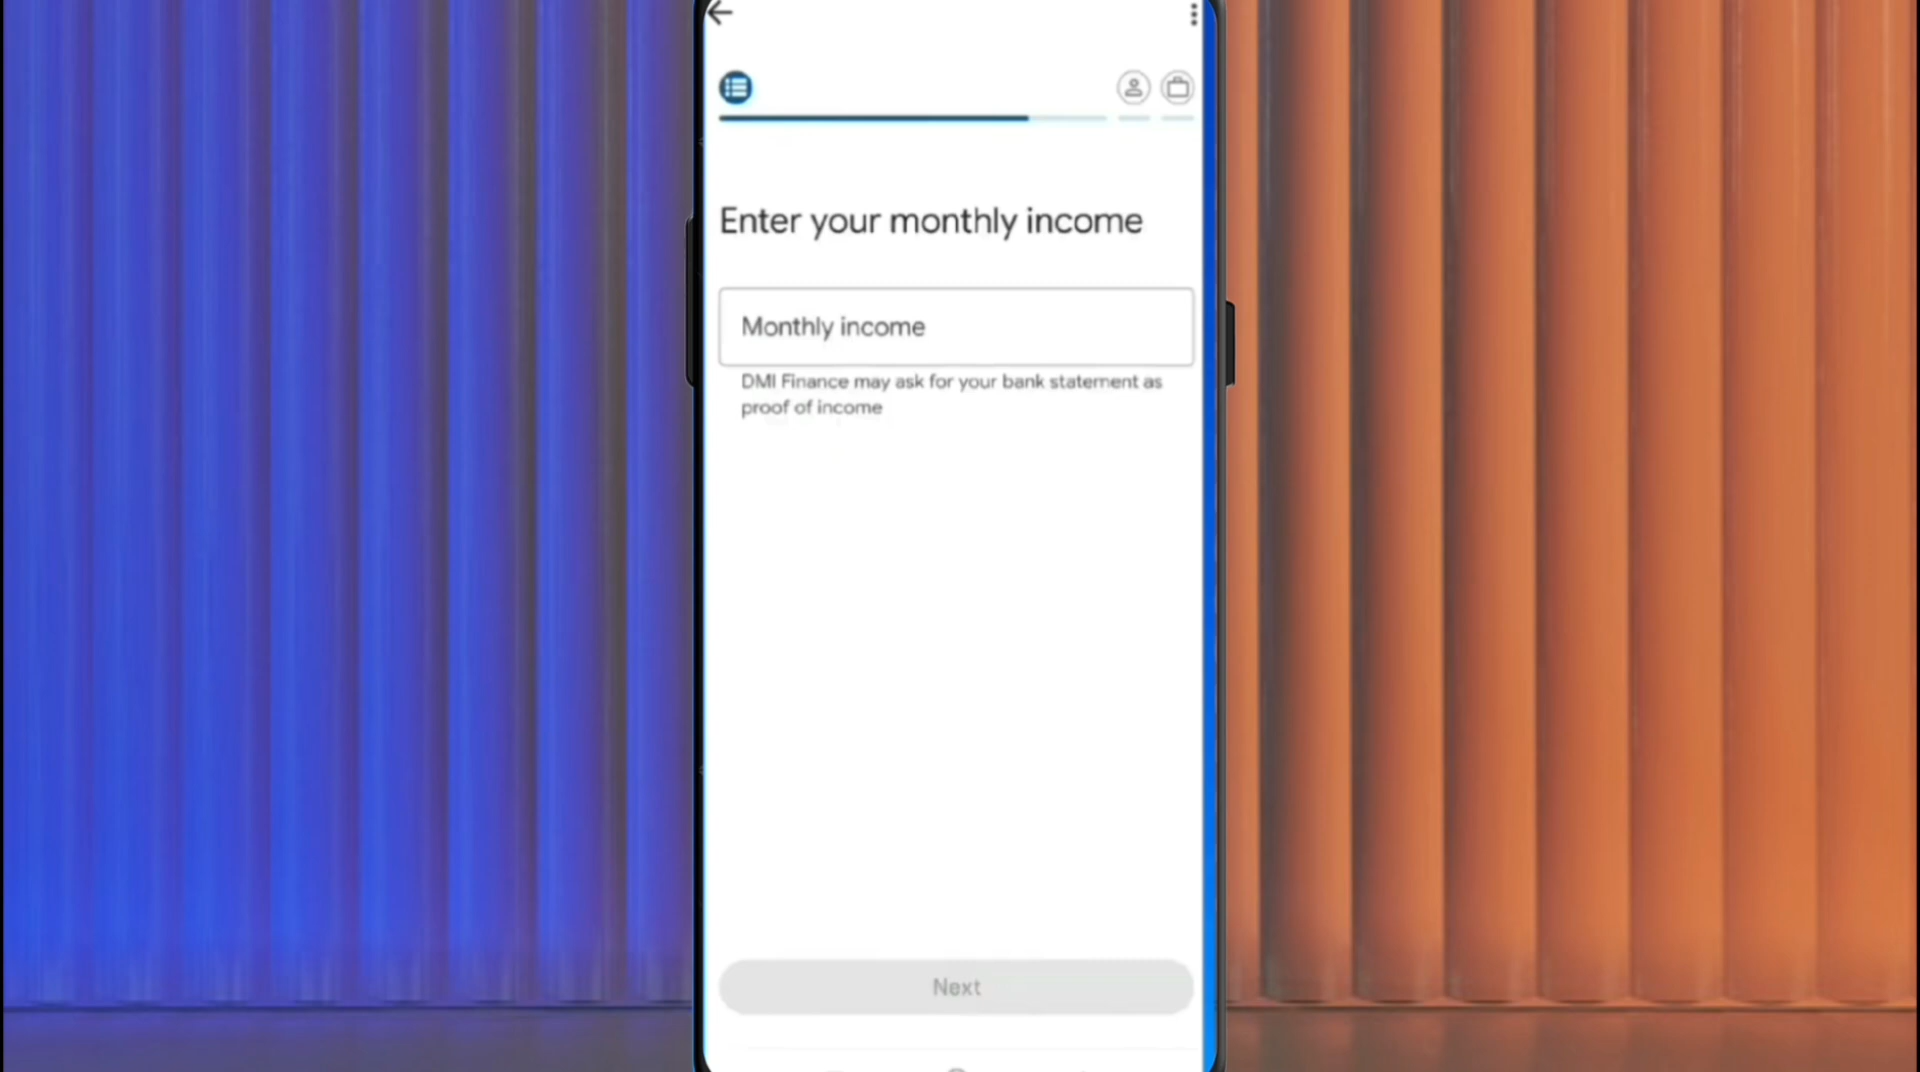 Enter your monthly income
Monthly income
DMI Finance may ask for your bank statement as
proof of income
Next